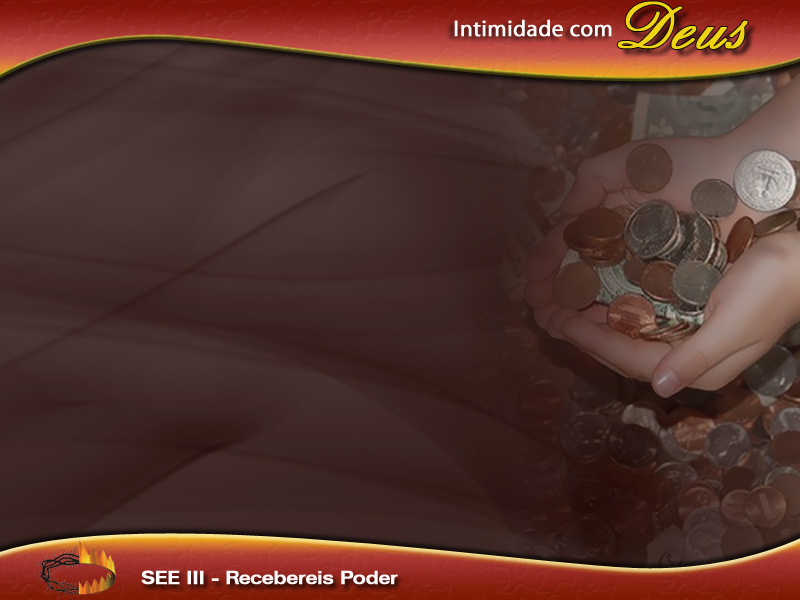 Intimidade com Deus
SEE III - Recebereis Poder